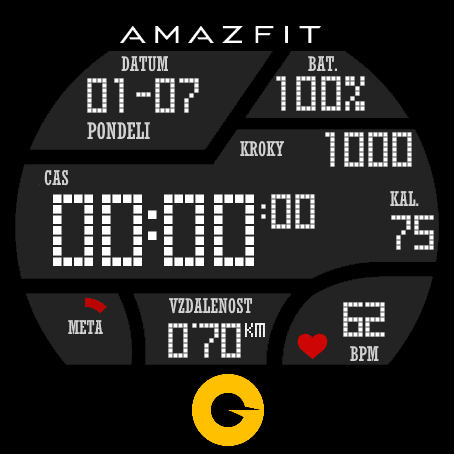 AMAZFIT
DATUM
01-07
PONDELI
BAT.
100%
KROKY
1000
CAS
00:00:00
KAL.
75
META
VZDALENOST
070 KM
62
BPM